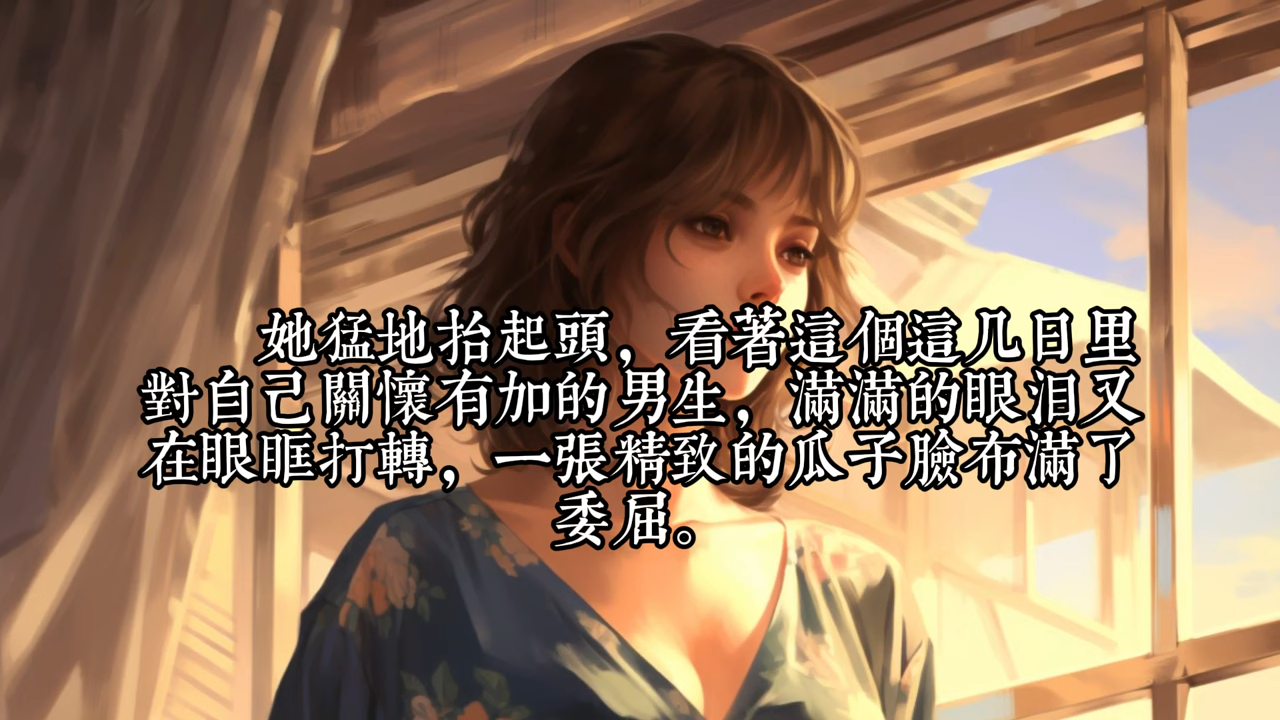 她猛地抬起頭，看著這個這几日里
對自己關懷有加的男生，滿滿的眼泪又
在眼眶打轉，一張精致的瓜子臉布滿了
委屈。